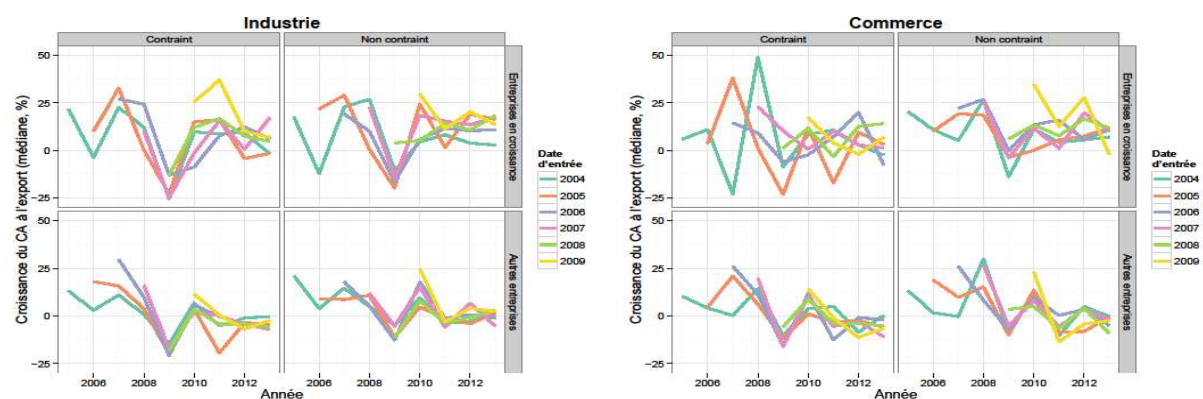 Industrie
Contraint
Non contraint
Croissance du CA à l'export (médiane, %)
50
25
0
−25
Entreprises en croissance
50
25
0
−25
Autres entreprises
2006 2008 2010 2012
2006 2008 2010 2012
Année
Date
d'entrée
2004
2005
2006
2007
2008
2009
Commerce
Contraint
Non contraint
Croissance du CA à l'export (médiane, %)
50
25
0
−25
Entreprises en croissance
50
25
0
−25
Autres entreprises
2006 2008 2010 2012
2006 2008 2010 2012
Année
Date
d'entrée
2004
2005
2006
2007
2008
2009